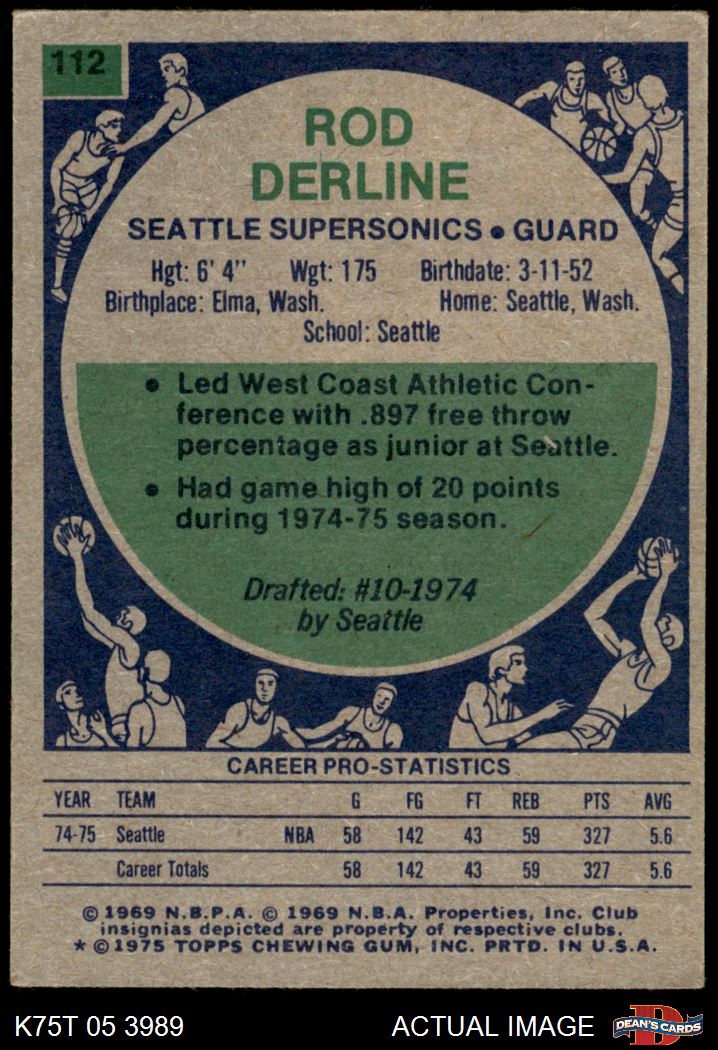 112
ROD
DERLINE
SEATTLE SUPERSONICS • GUARD
Hgt: 6' 4" Wgt: 175 Birthdate: 3-11-52
Birthplace: Elma, Wash. Home: Seattle, Wash.
School: Seattle
• Led West Coast Athletic Con-
ference with .897 free throw
percentage as junior at Seattle.
• Had game high of 20 points
during 1974-75 season.
Drafted: #10-1974
by Seattle
CAREER PRO-STATISTICS
YEAR TEAM G FG FT REB PTS AVG
74-75 Seattle NBA 58 142 43 59 327 5.6
Career Totals 58 142 43 59 327 5.6
© 1969 N.B.P.A. © 1969 N.B.A. Properties, Inc. Club
insignias depicted are property of respective clubs.
* © 1975 TOPPS CHEWING GUM, INC. PRTD. IN U.S.A.
K75T 05 3989 ACTUAL IMAGE D DEAN'S CARDS